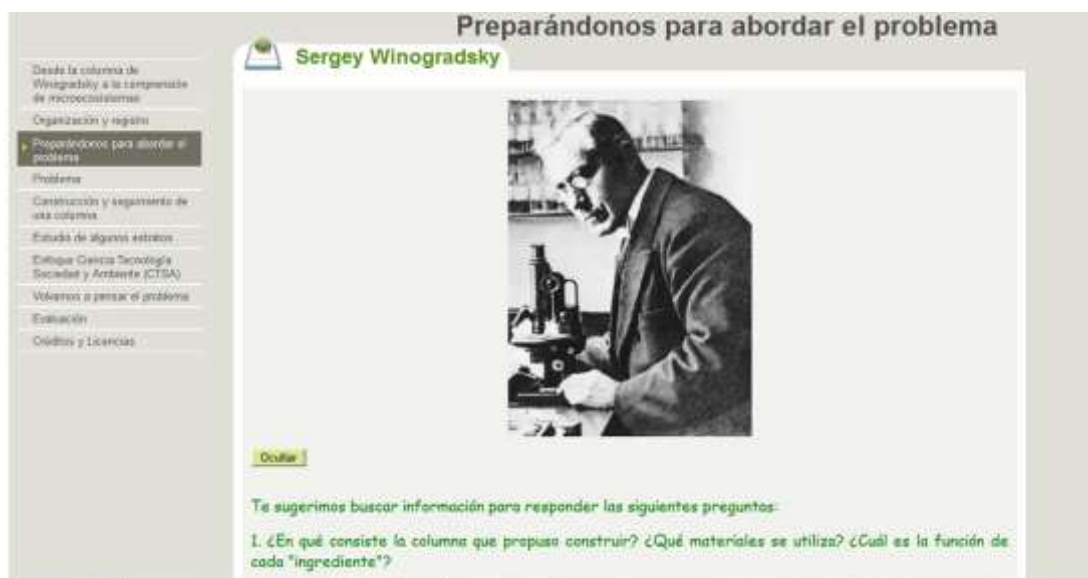 Preparándonos para abordar el problema
Sergey Winogradsky
Desde la columna de
Winogradsky a la comprensión
de microecosistemas
Organización y registro
Preparándonos para abordar el
problema
Problema
Construcción y seguimiento de
una columna
Estudio de algunos estratos
Enfoque Ciencia Tecnología
Sociedad y Ambiente (CTSA)
Volvamos a pensar el problema
Evaluación
Créditos y Licencias
Ocultar
Te sugerimos buscar información para responder las siguientes preguntas:
1. ¿En qué consiste la columna que propuso construir? ¿Qué materiales se utiliza? ¿Cuál es la función de
cada "ingrediente"?